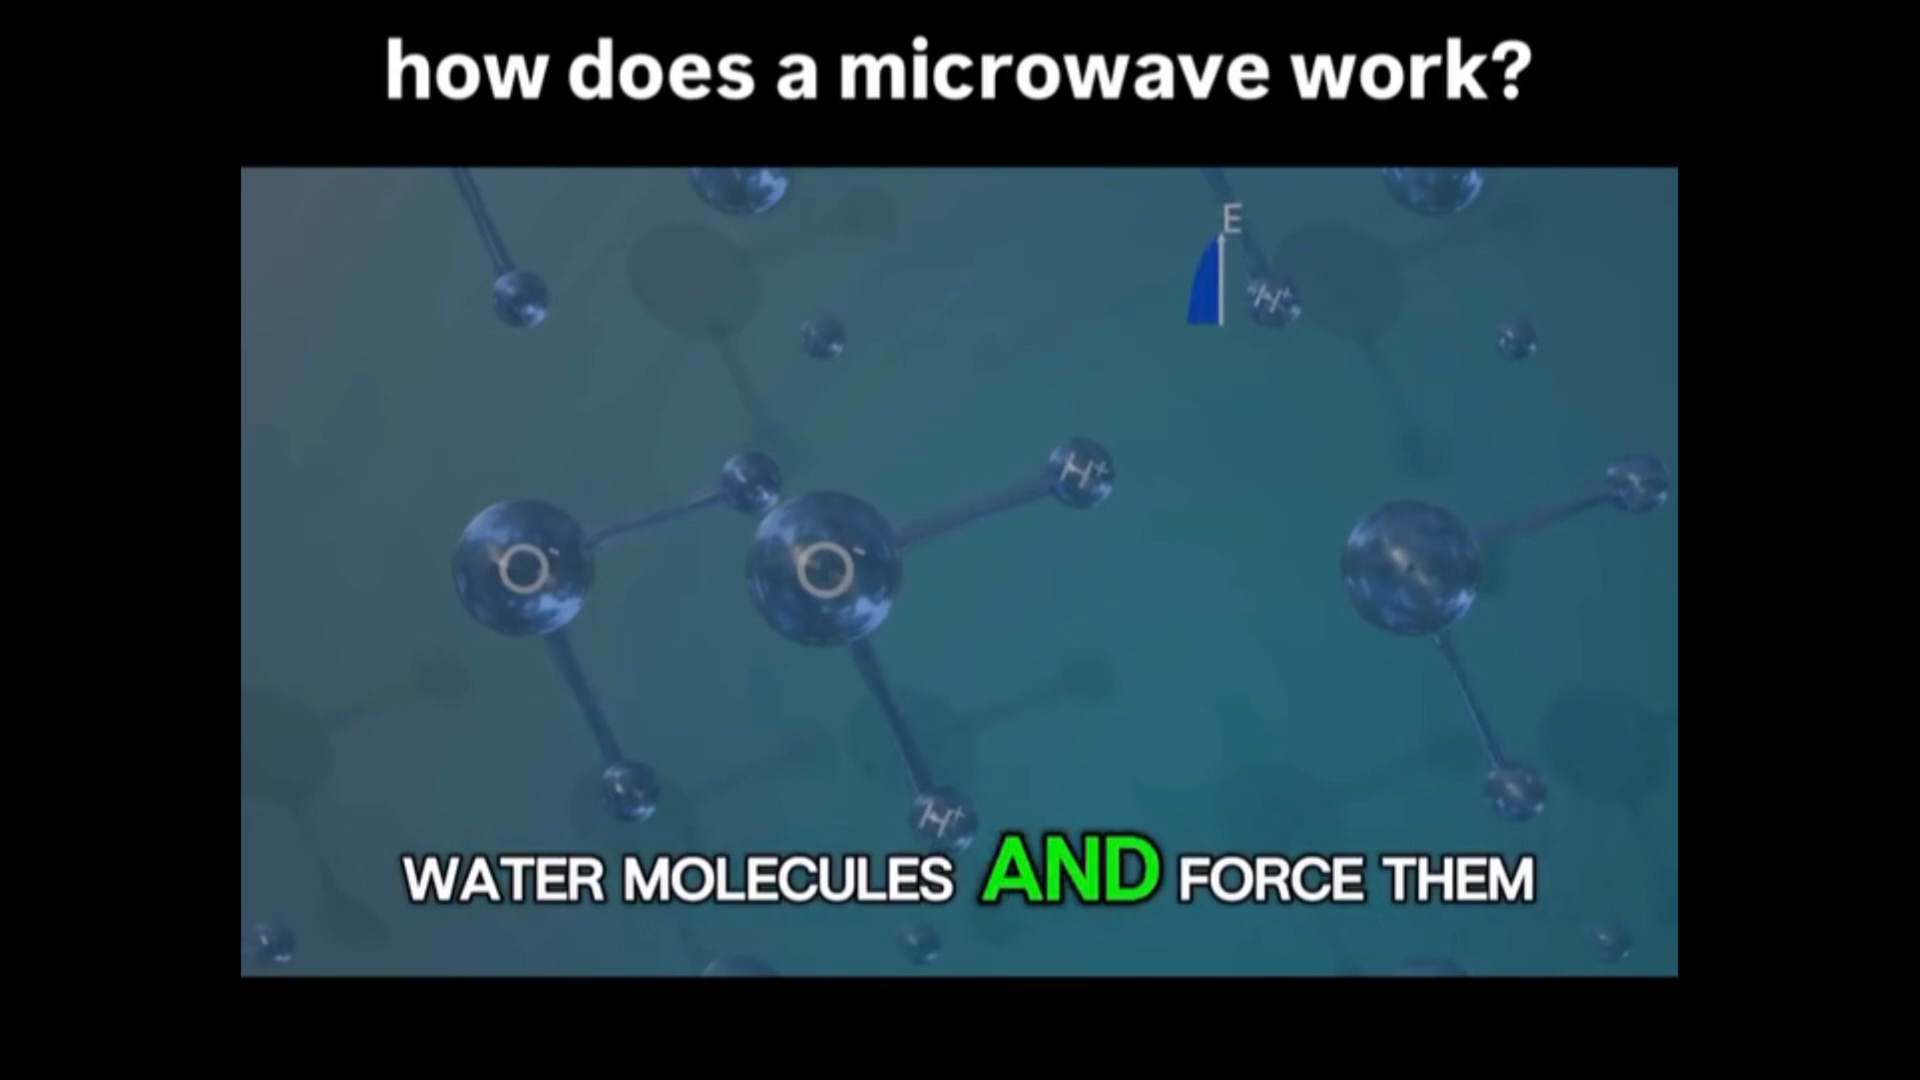 how does a microwave work?
E
H+
H+
O-
O-
H+
WATER MOLECULES AND FORCE THEM